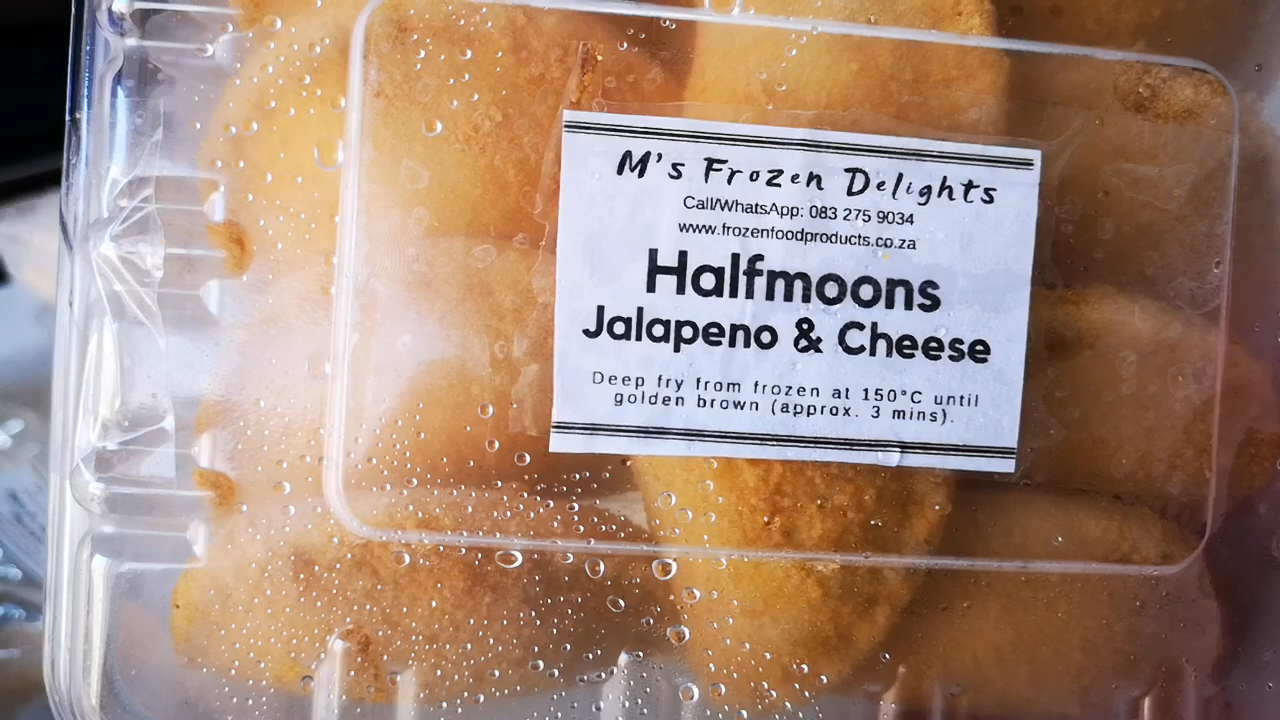 M's Frozen Delights
Call/WhatsApp: 083 275 9034
www.frozenfoodproducts.co.za
Halfmoons
Jalapeno & Cheese
Deep fry from frozen at 150°C until
golden brown (approx. 3 mins).